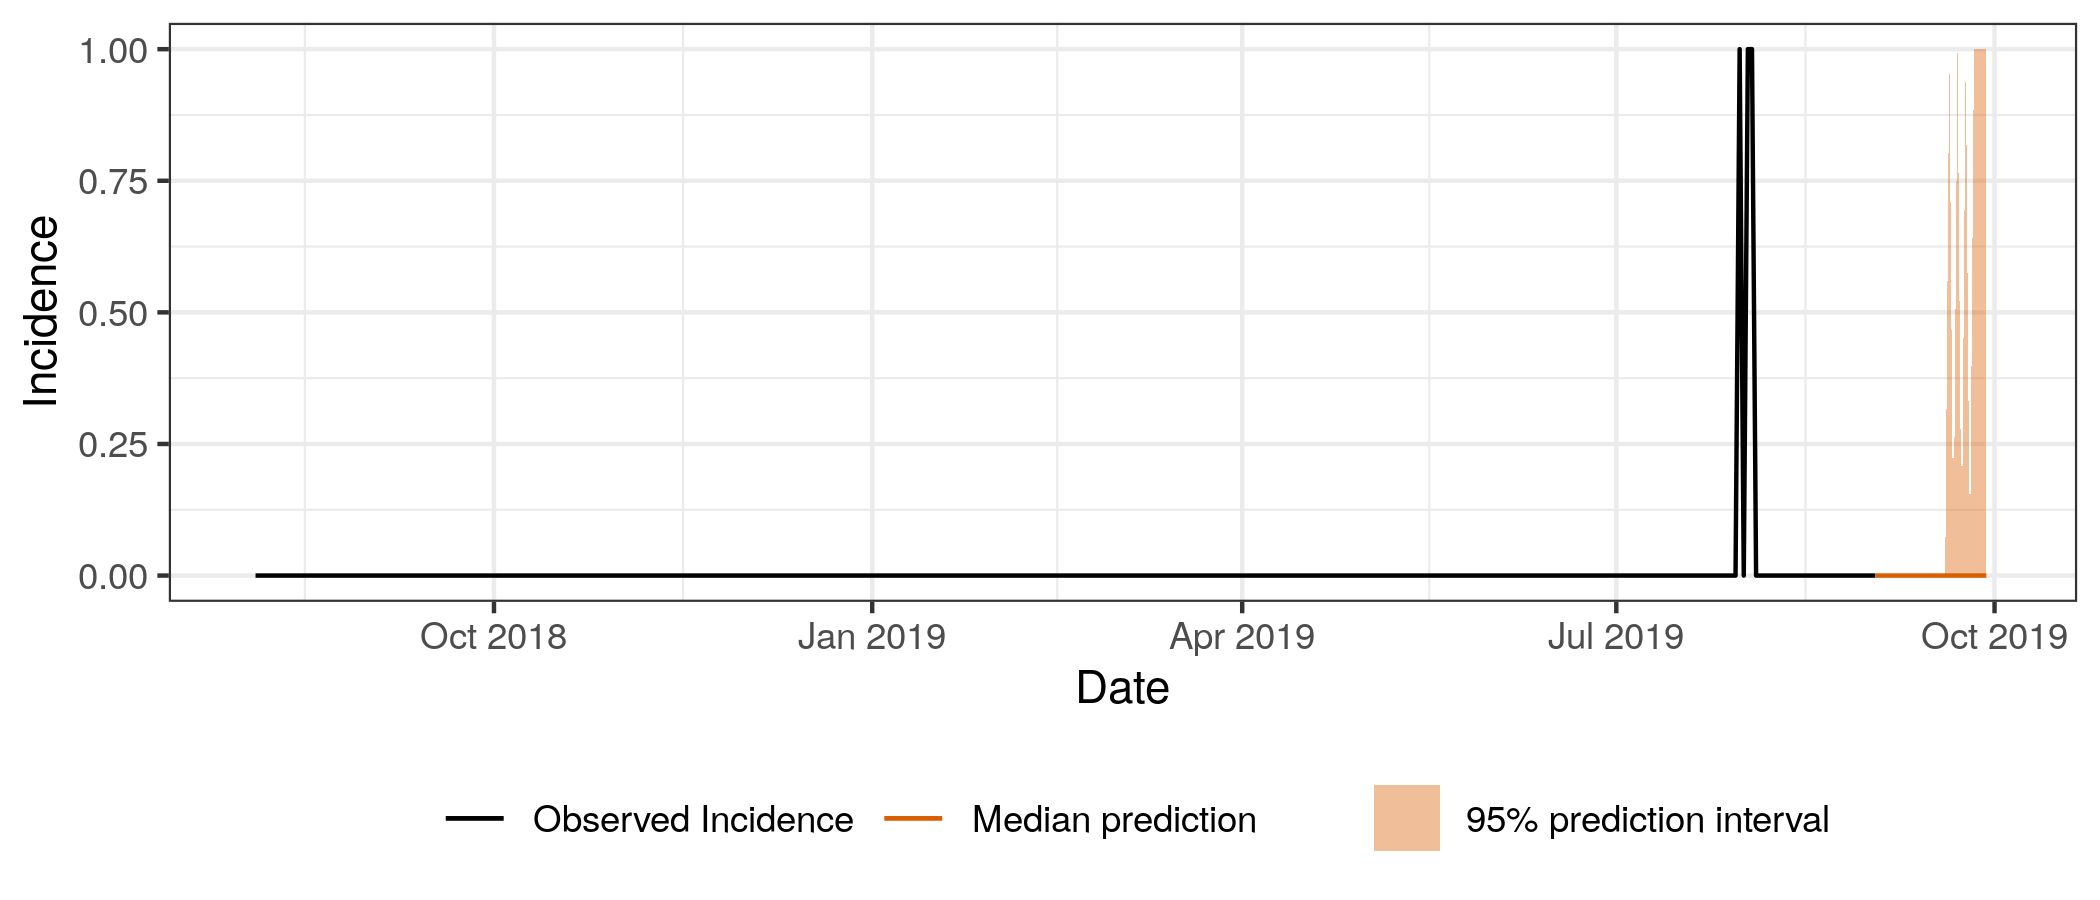 1.00
0.75
0.50
0.25
0.00
Incidence
Oct 2018 Jan 2019 Apr 2019 Jul 2019 Oct 2019
Date
Observed Incidence Median prediction 95% prediction interval